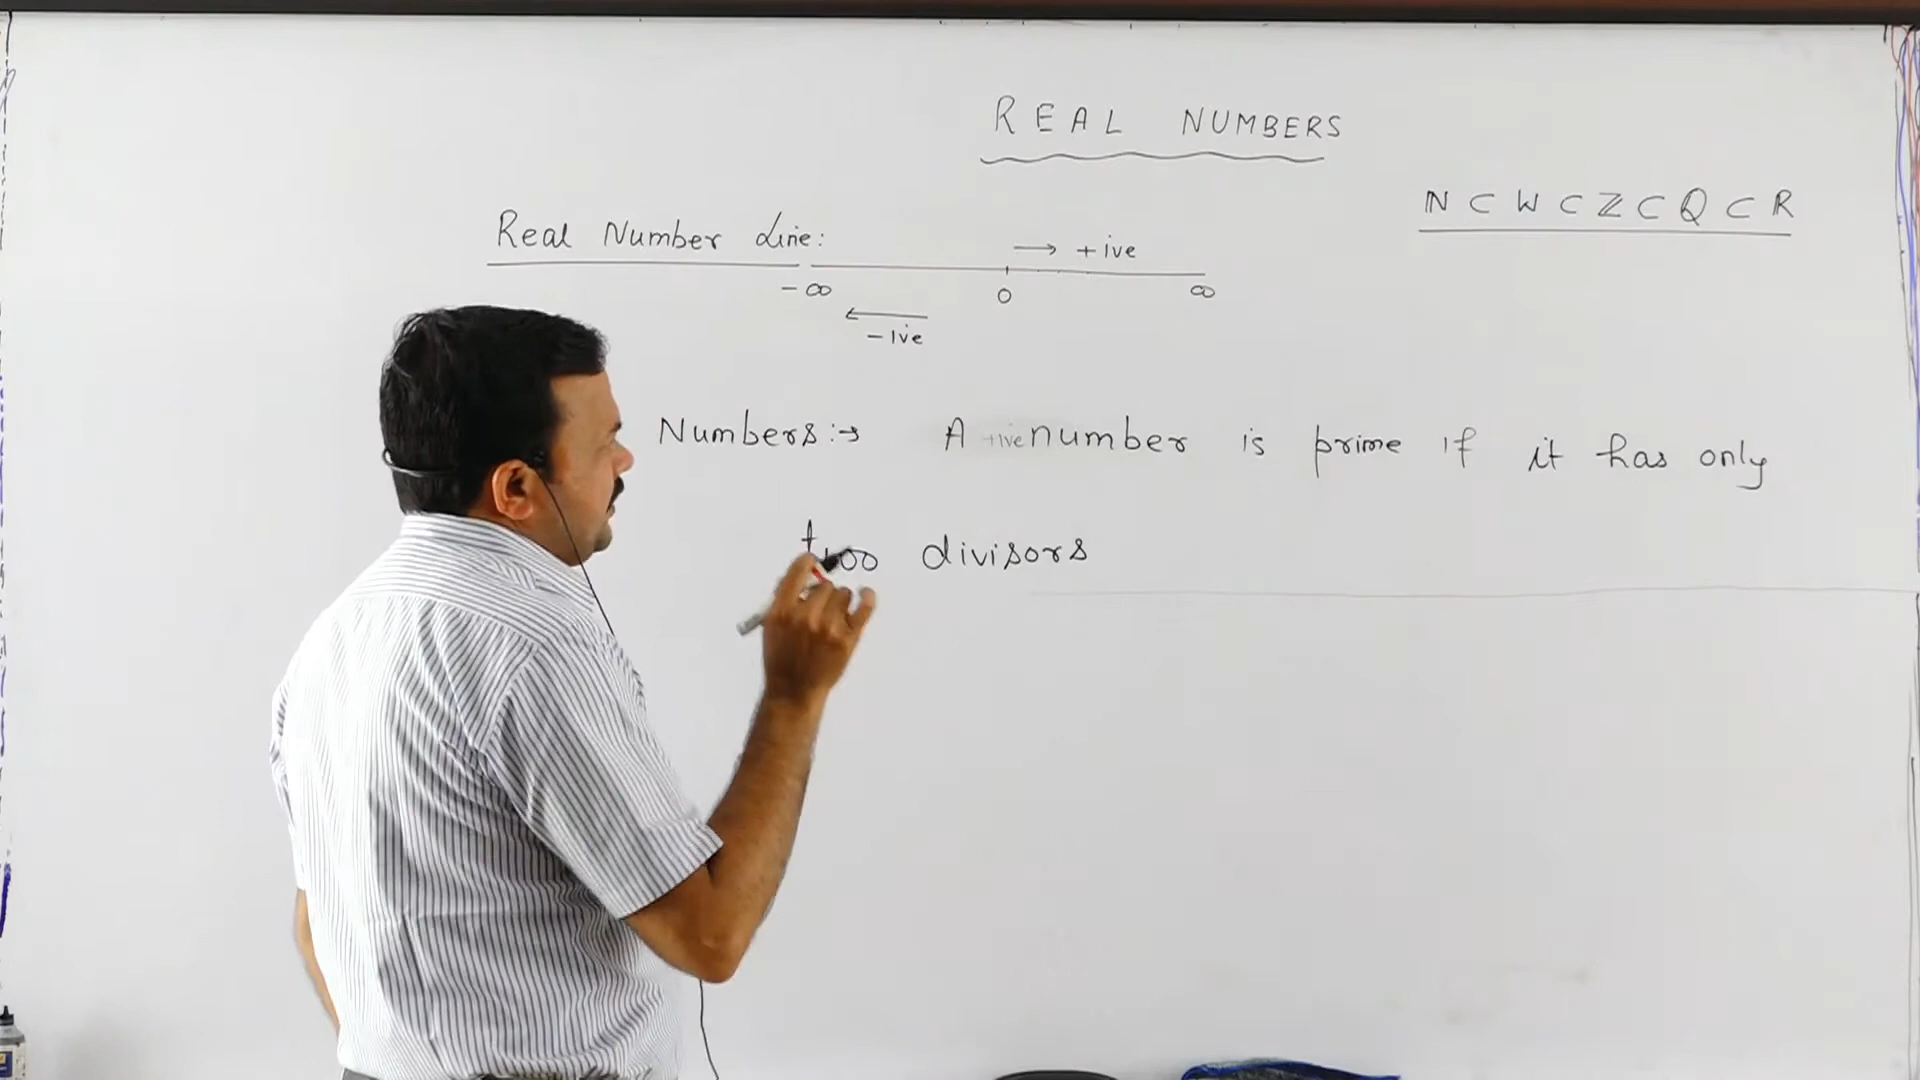 REAL NUMBERS
N ⊂ W ⊂ Z ⊂ Q ⊂ R
Real Number Line:
→ +ive
-∞ 0 ∞
←
-ive
Numbers:→ A +ive number is prime if it has only
two divisors